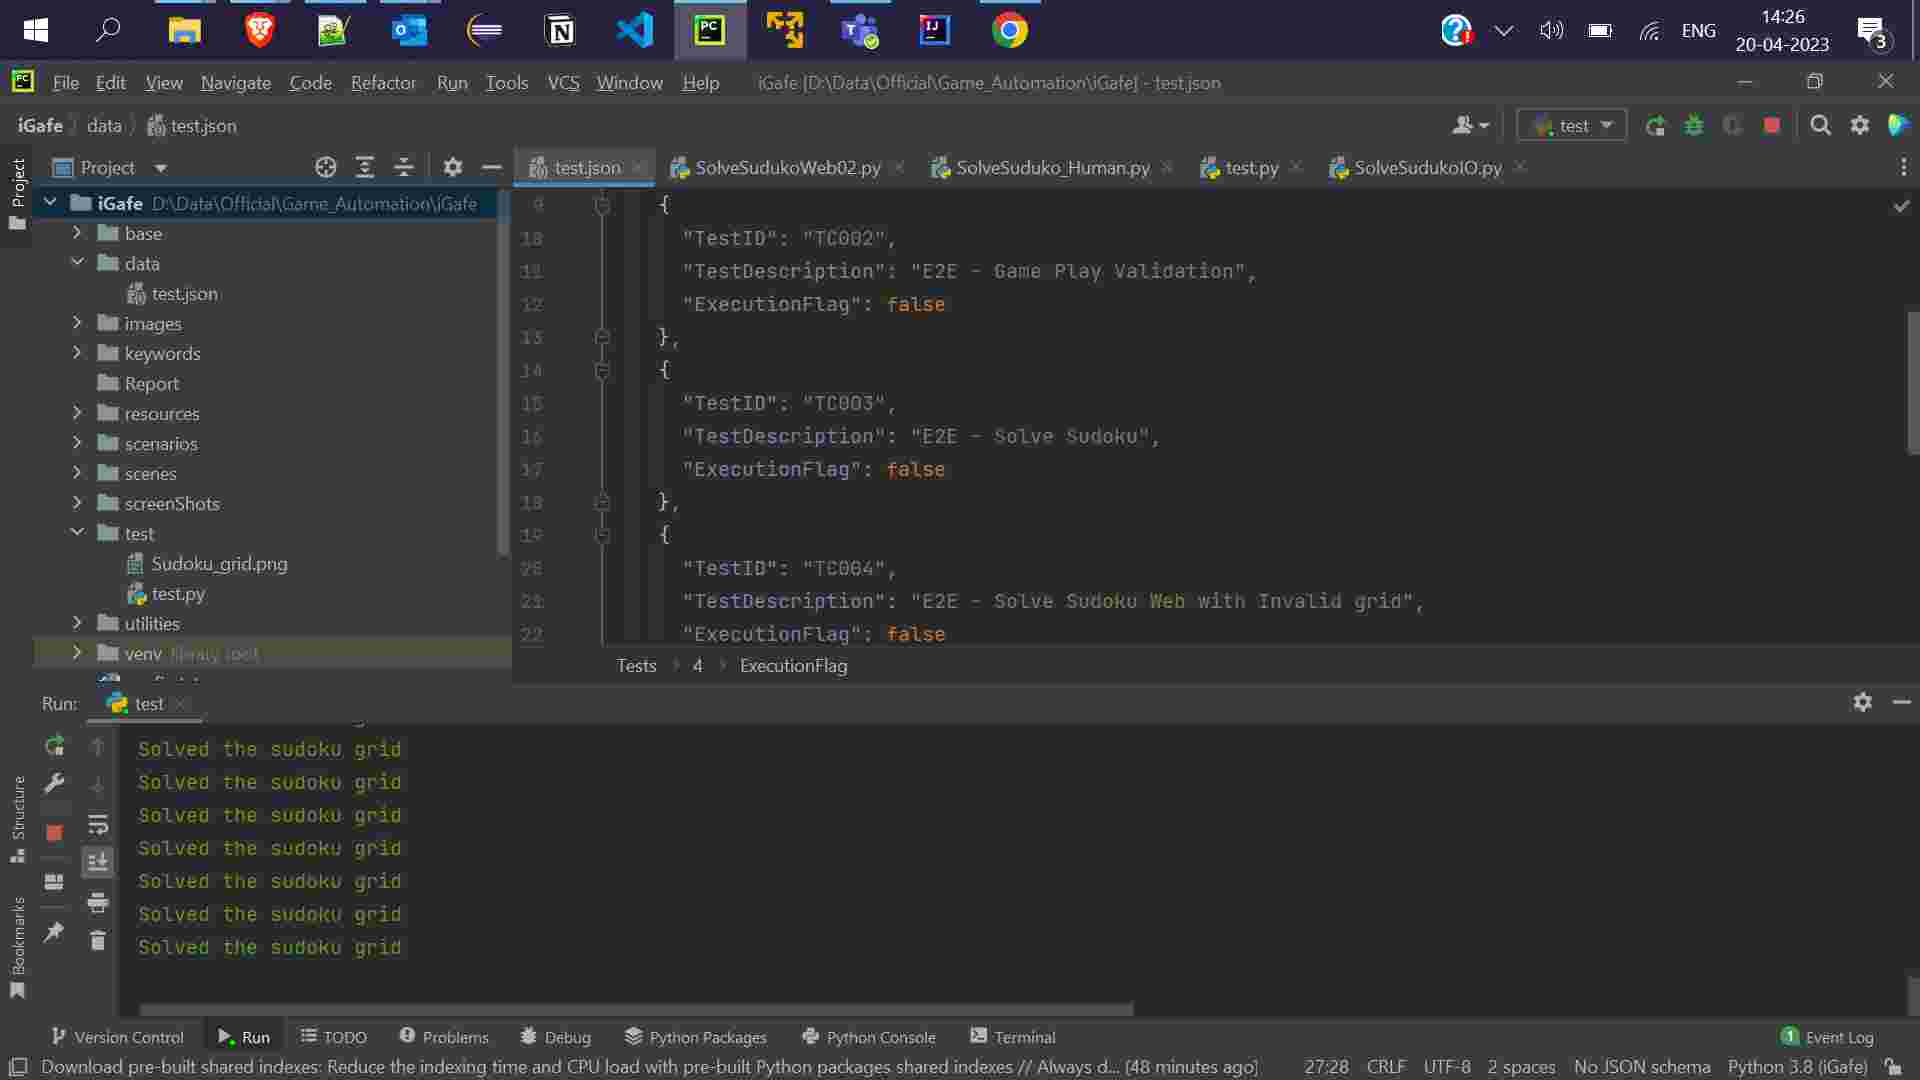 ENG
14:26
20-04-2023
3
PC
File Edit View Navigate Code Refactor Run Tools VCS Window Help iGafe [D:\Data\Official\Game_Automation\iGafe] - test.json
iGafe data test.json
test
Project
test.json SolveSudukoWeb02.py SolveSuduko_Human.py test.py SolveSudukoIO.py
Project
iGafe D:\Data\Official\Game_Automation\iGafe
base
data
test.json
images
keywords
Report
resources
scenarios
scenes
screenShots
test
Sudoku_grid.png
test.py
utilities
venv library root
9 {
10 "TestID": "TC002",
11 "TestDescription": "E2E - Game Play Validation",
12 "ExecutionFlag": false
13 },
14 {
15 "TestID": "TC003",
16 "TestDescription": "E2E - Solve Sudoku",
17 "ExecutionFlag": false
18 },
19 {
20 "TestID": "TC004",
21 "TestDescription": "E2E - Solve Sudoku Web with Invalid grid",
22 "ExecutionFlag": false
Tests 4 ExecutionFlag
Run: test
Solved the sudoku grid
Solved the sudoku grid
Solved the sudoku grid
Solved the sudoku grid
Solved the sudoku grid
Solved the sudoku grid
Solved the sudoku grid
Structure
Bookmarks
Version Control Run TODO Problems Debug Python Packages Python Console Terminal 1 Event Log
Download pre-built shared indexes: Reduce the indexing time and CPU load with pre-built Python packages shared indexes // Always d... (48 minutes ago) 27:28 CRLF UTF-8 2 spaces No JSON schema Python 3.8 (iGafe)